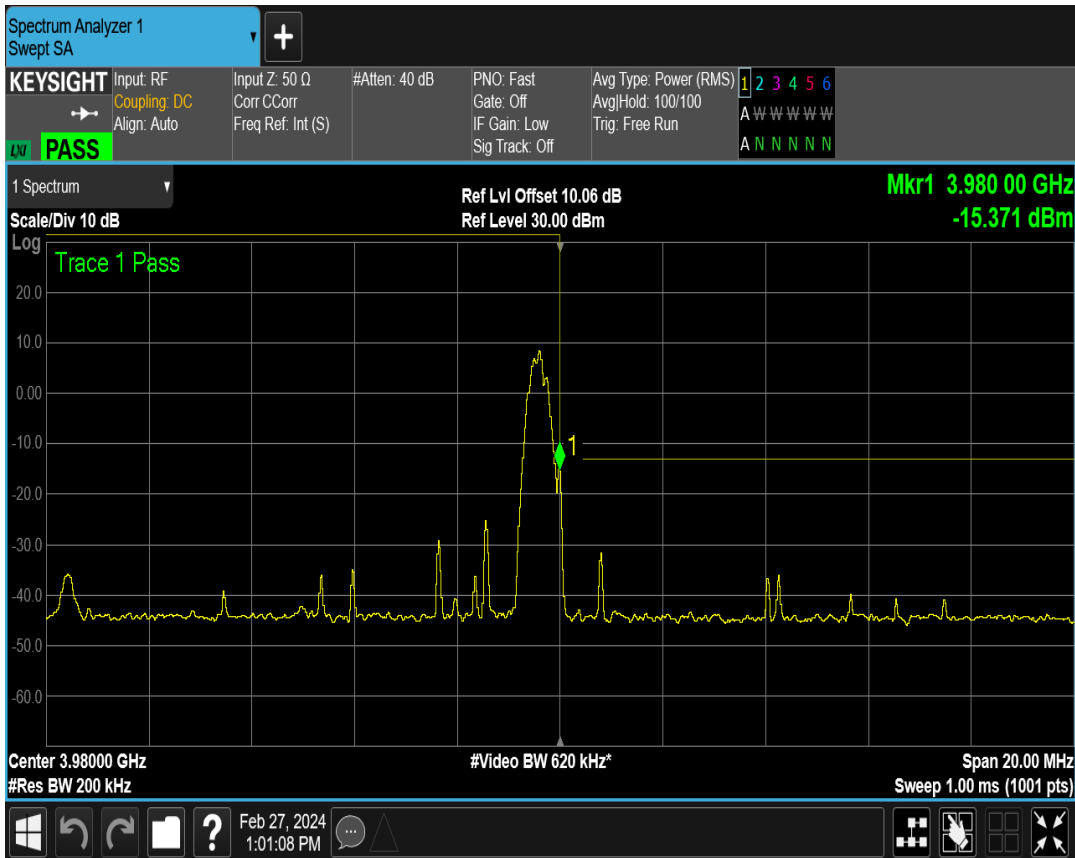 Spectrum Analyzer 1
Swept SA
+
KEYSIGHT
LXI PASS
Input: RF
Coupling: DC
Align: Auto
Input Z: 50 Ω
Corr CCorr
Freq Ref: Int (S)
#Atten: 40 dB
PNO: Fast
Gate: Off
IF Gain: Low
Sig Track: Off
Avg Type: Power (RMS)
Avg|Hold: 100/100
Trig: Free Run
1 2 3 4 5 6
A W W W W W
A N N N N N
1 Spectrum
Scale/Div 10 dB
Ref Lvl Offset 10.06 dB
Ref Level 30.00 dBm
Mkr1 3.980 00 GHz
-15.371 dBm
Log
Trace 1 Pass
20.0
10.0
0.00
-10.0
-20.0
-30.0
-40.0
-50.0
-60.0
1
Center 3.98000 GHz
#Res BW 200 kHz
#Video BW 620 kHz*
Span 20.00 MHz
Sweep 1.00 ms (1001 pts)
?
Feb 27, 2024
1:01:08 PM